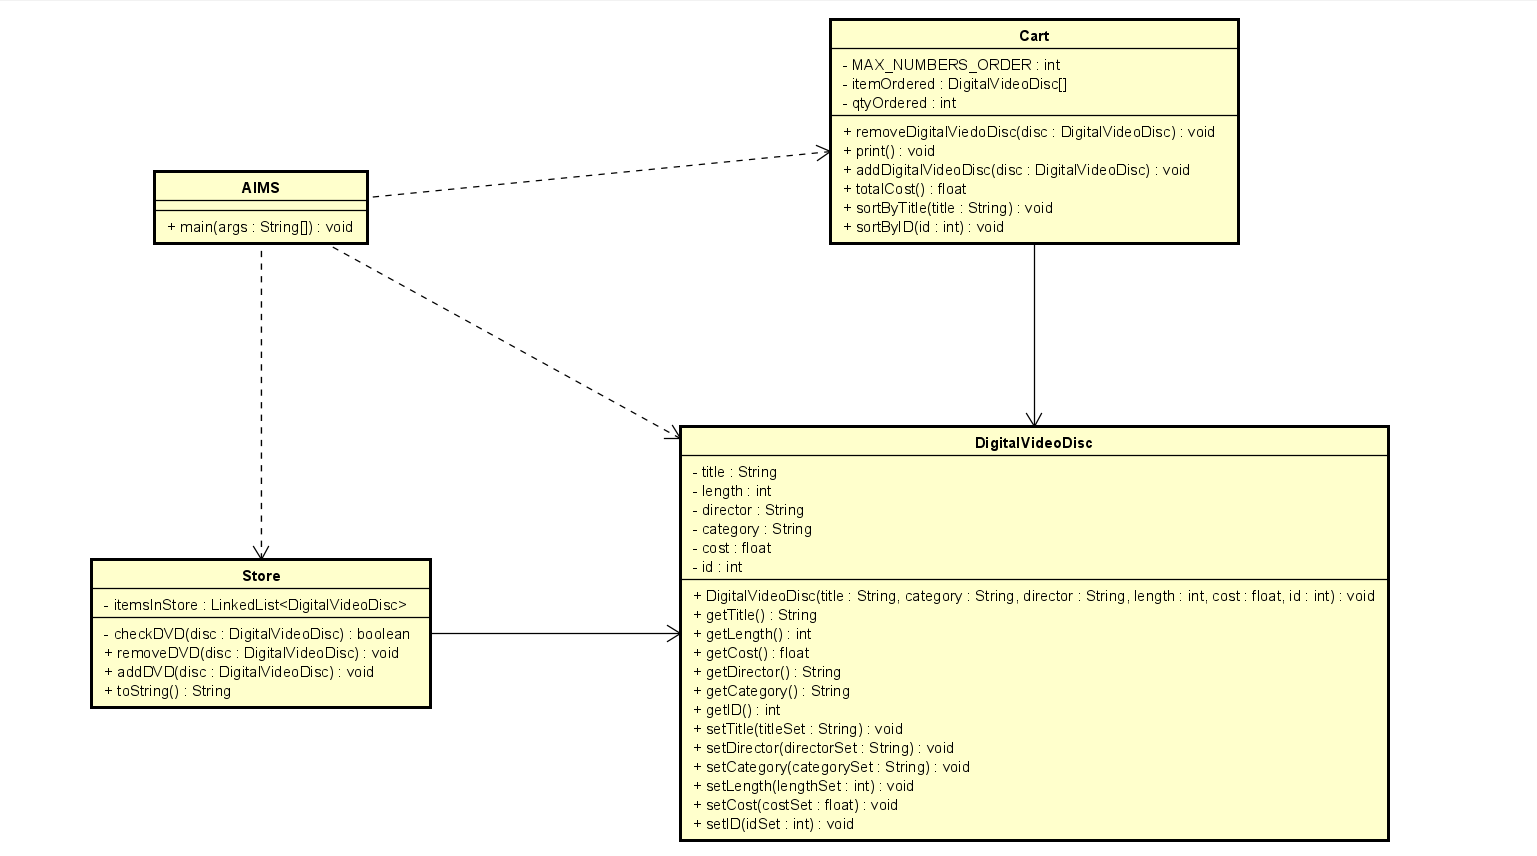 Cart
- MAX_NUMBERS_ORDER : int
- itemOrdered : DigitalVideoDisc[]
- qtyOrdered : int
+ removeDigitalViedoDisc(disc : DigitalVideoDisc) : void
+ print() : void
+ addDigitalVideoDisc(disc : DigitalVideoDisc) : void
+ totalCost() : float
+ sortByTitle(title : String) : void
+ sortByID(id : int) : void
AIMS
+ main(args : String[]) : void
DigitalVideoDisc
- title : String
- length : int
- director : String
- category : String
- cost : float
- id : int
+ DigitalVideoDisc(title : String, category : String, director : String, length : int, cost : float, id : int) : void
+ getTitle() : String
+ getLength() : int
+ getCost() : float
+ getDirector() : String
+ getCategory() : String
+ getID() : int
+ setTitle(titleSet : String) : void
+ setDirector(directorSet : String) : void
+ setCategory(categorySet : String) : void
+ setLength(lengthSet : int) : void
+ setCost(costSet : float) : void
+ setID(idSet : int) : void
Store
- itemsInStore : LinkedList<DigitalVideoDisc>
- checkDVD(disc : DigitalVideoDisc) : boolean
+ removeDVD(disc : DigitalVideoDisc) : void
+ addDVD(disc : DigitalVideoDisc) : void
+ toString() : String